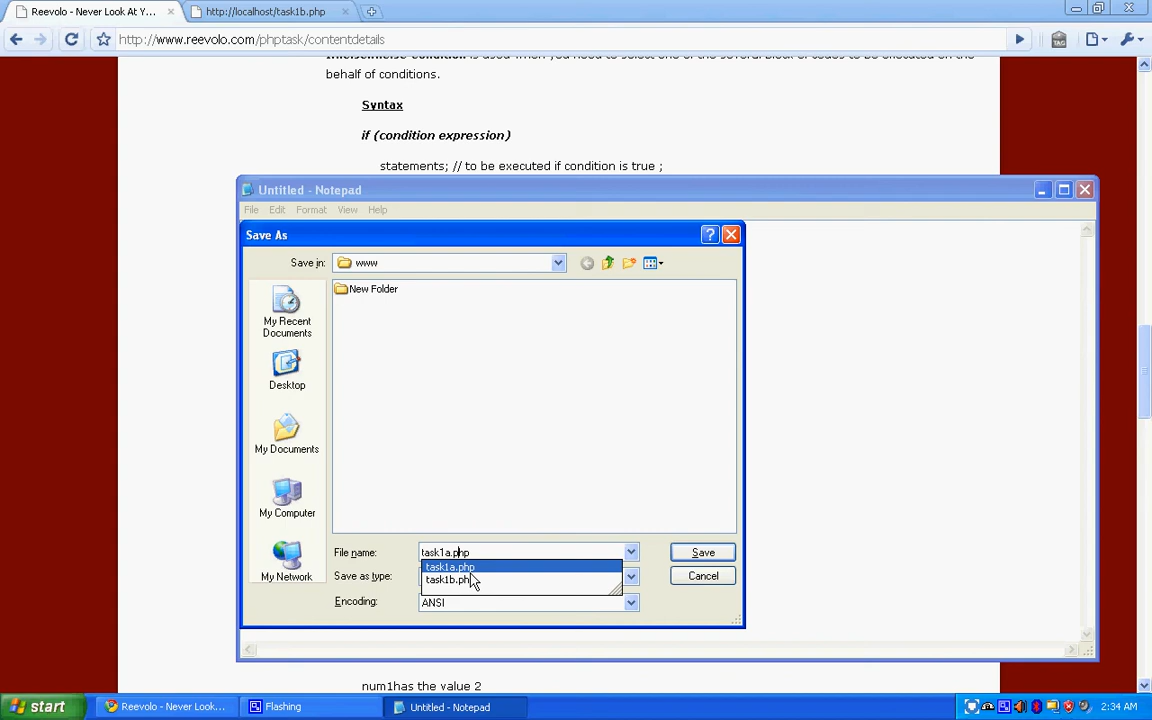 Reevolo - Never Look At Y...
http://localhost/task1b.php
http://www.reevolo.com/phptask/contentdetails
TAG
behalf of conditions.
Syntax
if (condition expression)
statements; // to be executed if condition is true ;
Untitled - Notepad
File Edit Format View Help
Save As
Save in: www
New Folder
My Recent
Documents
Desktop
My Documents
My Computer
My Network
File name: task1a.php
Save
task1a.php
task1b.php
Save as type:
Cancel
Encoding: ANSI
num1has the value 2
start
Reevolo - Never Look...
Flashing
Untitled - Notepad
2:34 AM